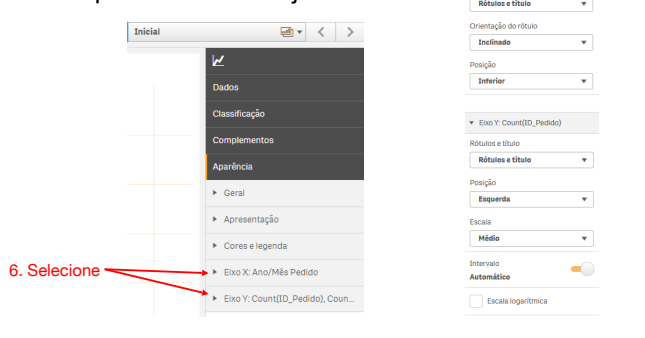 Inicial
Dados
Classificação
Complementos
Aparência
Geral
Apresentação
Cores e legenda
Eixo X: Ano/Mês Pedido
Eixo Y: Count(ID_Pedido), Coun...
6. Selecione
Rótulos e título
Orientação do rótulo
Inclinado
Posição
Inferior
Eixo Y: Count(ID_Pedido)
Rótulos e título
Rótulos e título
Posição
Esquerda
Escala
Médio
Intervalo
Automático
Escala logarítmica